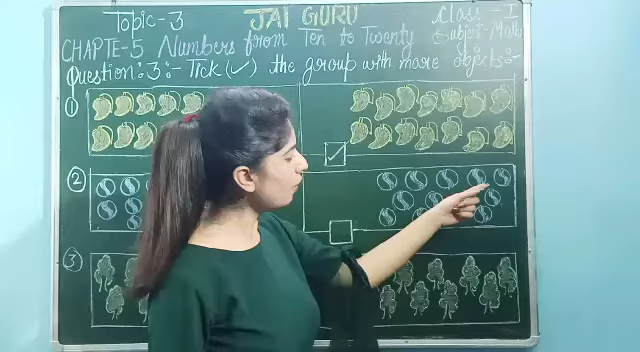 Topic-3 JAI GURU Class - I
CHAPTE-5 Numbers from Ten to Twenty Subject-Math
Question:3:- Tick (✓) the group with more objects:-
1
✓
2
3